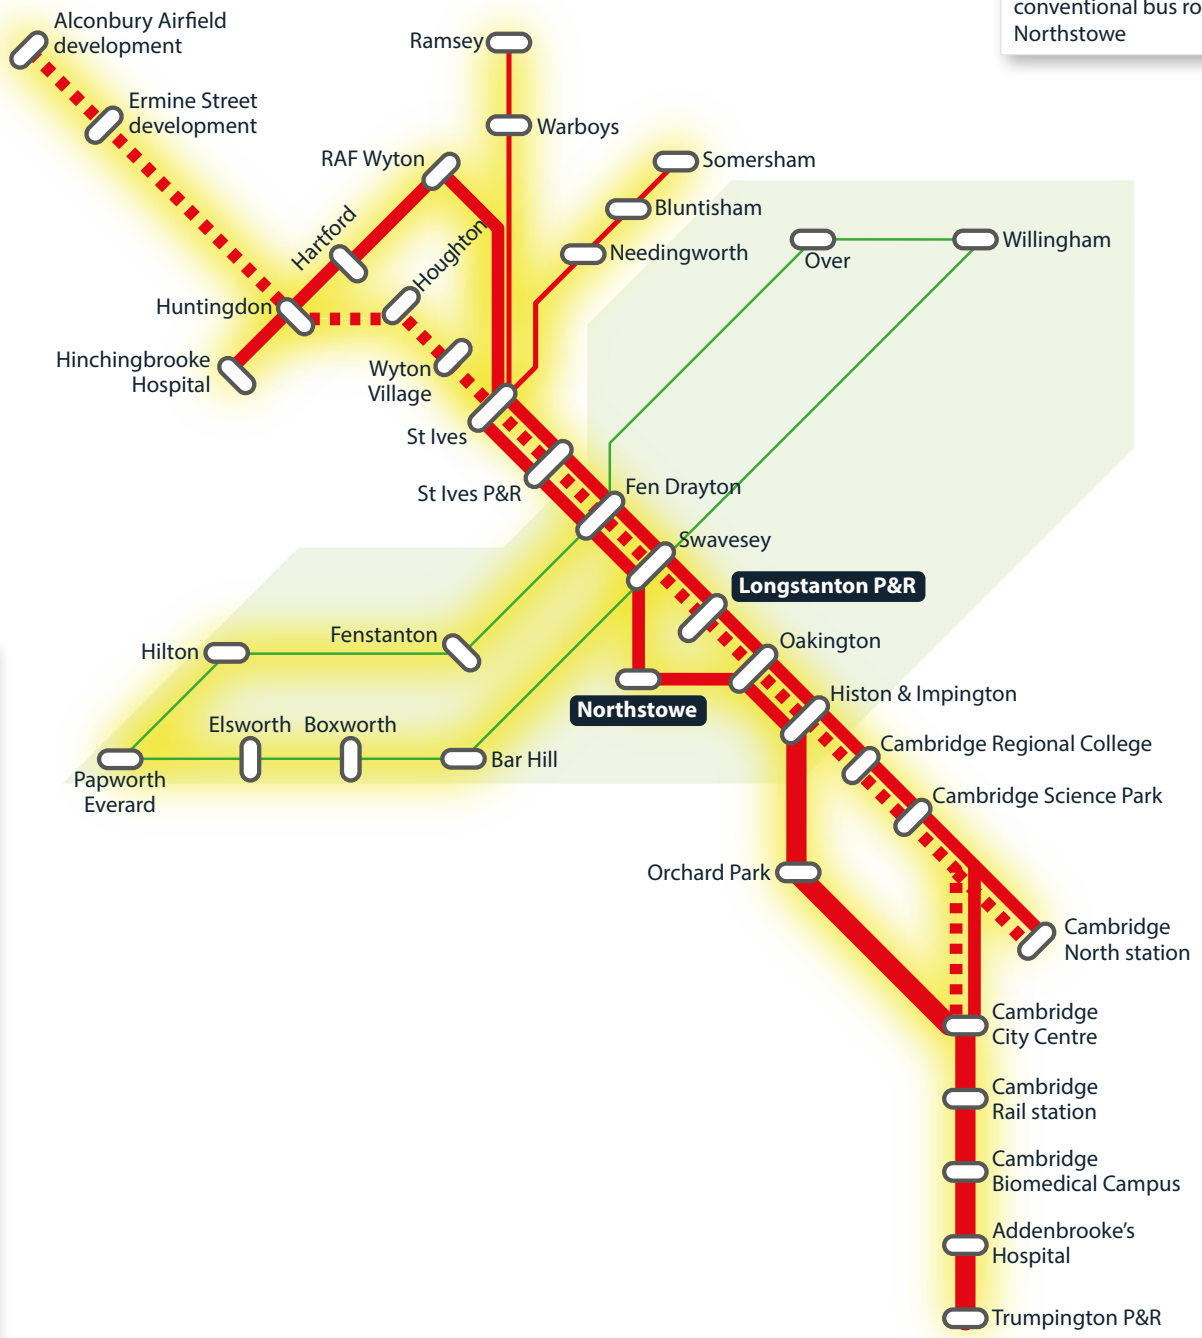 conventional bus ro
Northstowe
Alconbury Airfield
development
Ramsey
Ermine Street
development
Warboys
RAF Wyton
Somersham
Bluntisham
Hartford
Houghton
Needingworth
Over
Willingham
Huntingdon
Hinchingbrooke
Hospital
Wyton
Village
St Ives
St Ives P&R
Fen Drayton
Swavesey
Longstanton P&R
Oakington
Hilton
Fenstanton
Northstowe
Histon & Impington
Elsworth
Boxworth
Bar Hill
Papworth
Everard
Cambridge Regional College
Cambridge Science Park
Orchard Park
Cambridge
North station
Cambridge
City Centre
Cambridge
Rail station
Cambridge
Biomedical Campus
Addenbrooke's
Hospital
Trumpington P&R